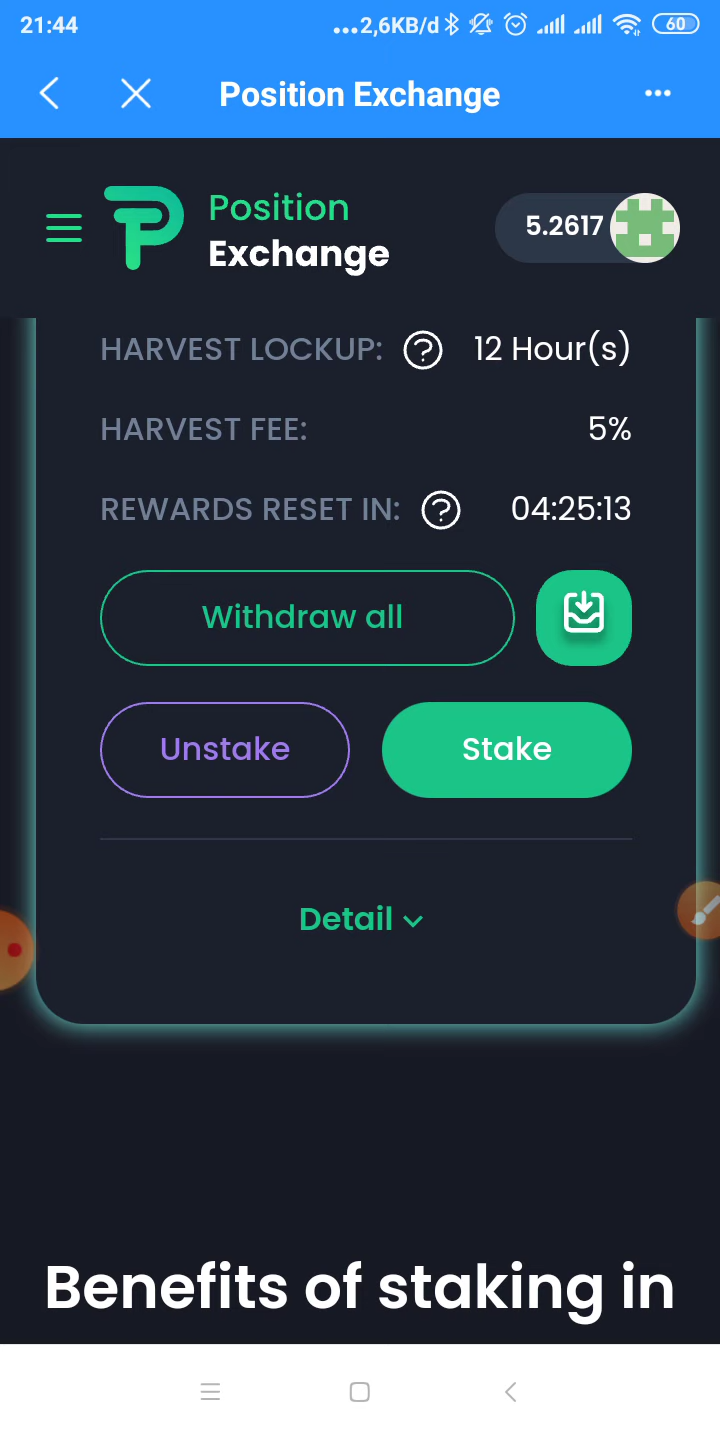 21:44 ...2,6KB/d 60
Position Exchange
Position
Exchange
5.2617
HARVEST LOCKUP: 12 Hour(s)
HARVEST FEE: 5%
REWARDS RESET IN: 04:25:13
Withdraw all
Unstake Stake
Detail
Benefits of staking in